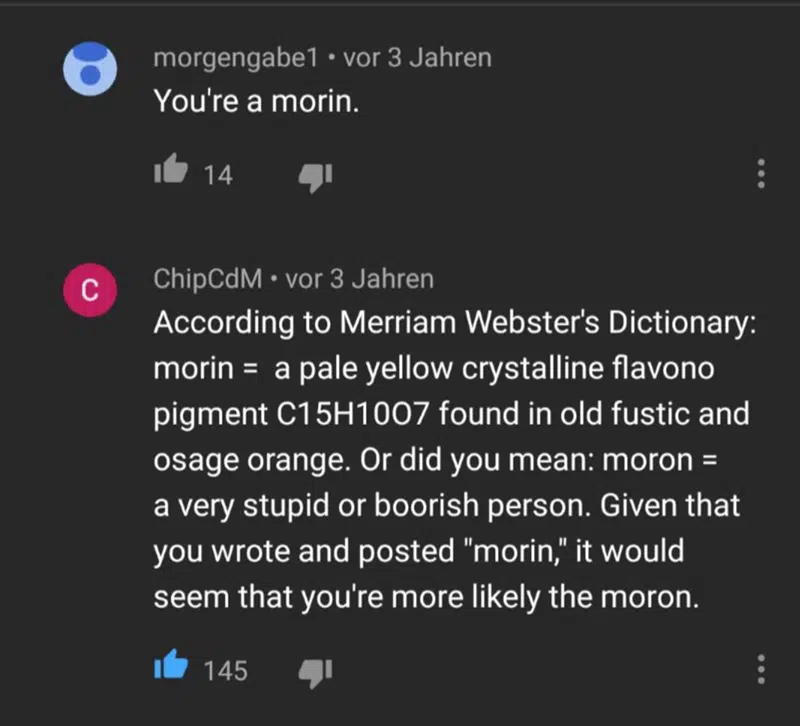 morgengabe1 • vor 3 Jahren
You're a morin.
14
C
ChipCdM • vor 3 Jahren
According to Merriam Webster's Dictionary:
morin = a pale yellow crystalline flavono
pigment C15H10O7 found in old fustic and
osage orange. Or did you mean: moron =
a very stupid or boorish person. Given that
you wrote and posted "morin," it would
seem that you're more likely the moron.
145